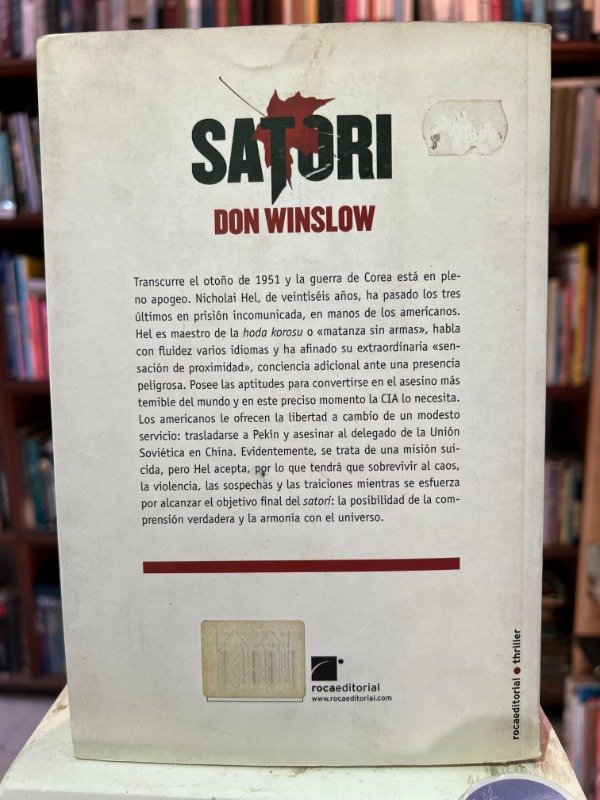 SATORI
DON WINSLOW
Transcurre el otoño de 1951 y la guerra de Corea está en ple-
no apogeo. Nicholai Hel, de veintiséis años, ha pasado los tres
últimos en prisión incomunicada, en manos de los americanos.
Hel es maestro de la hoda korosu o «matanza sin armas», habla
con fluidez varios idiomas y ha afinado su extraordinaria «sen-
sación de proximidad», conciencia adicional ante una presencia
peligrosa. Posee las aptitudes para convertirse en el asesino más
temible del mundo y en este preciso momento la CIA lo necesita.
Los americanos le ofrecen la libertad a cambio de un modesto
servicio: trasladarse a Pekín y asesinar al delegado de la Unión
Soviética en China. Evidentemente, se trata de una misión sui-
cida, pero Hel acepta, por lo que tendrá que sobrevivir al caos,
la violencia, las sospechas y las traiciones mientras se esfuerza
por alcanzar el objetivo final del satori: la posibilidad de la com-
prensión verdadera y la armonía con el universo.
rocaeditorial
www.rocaeditorial.com
rocaeditorial • thriller